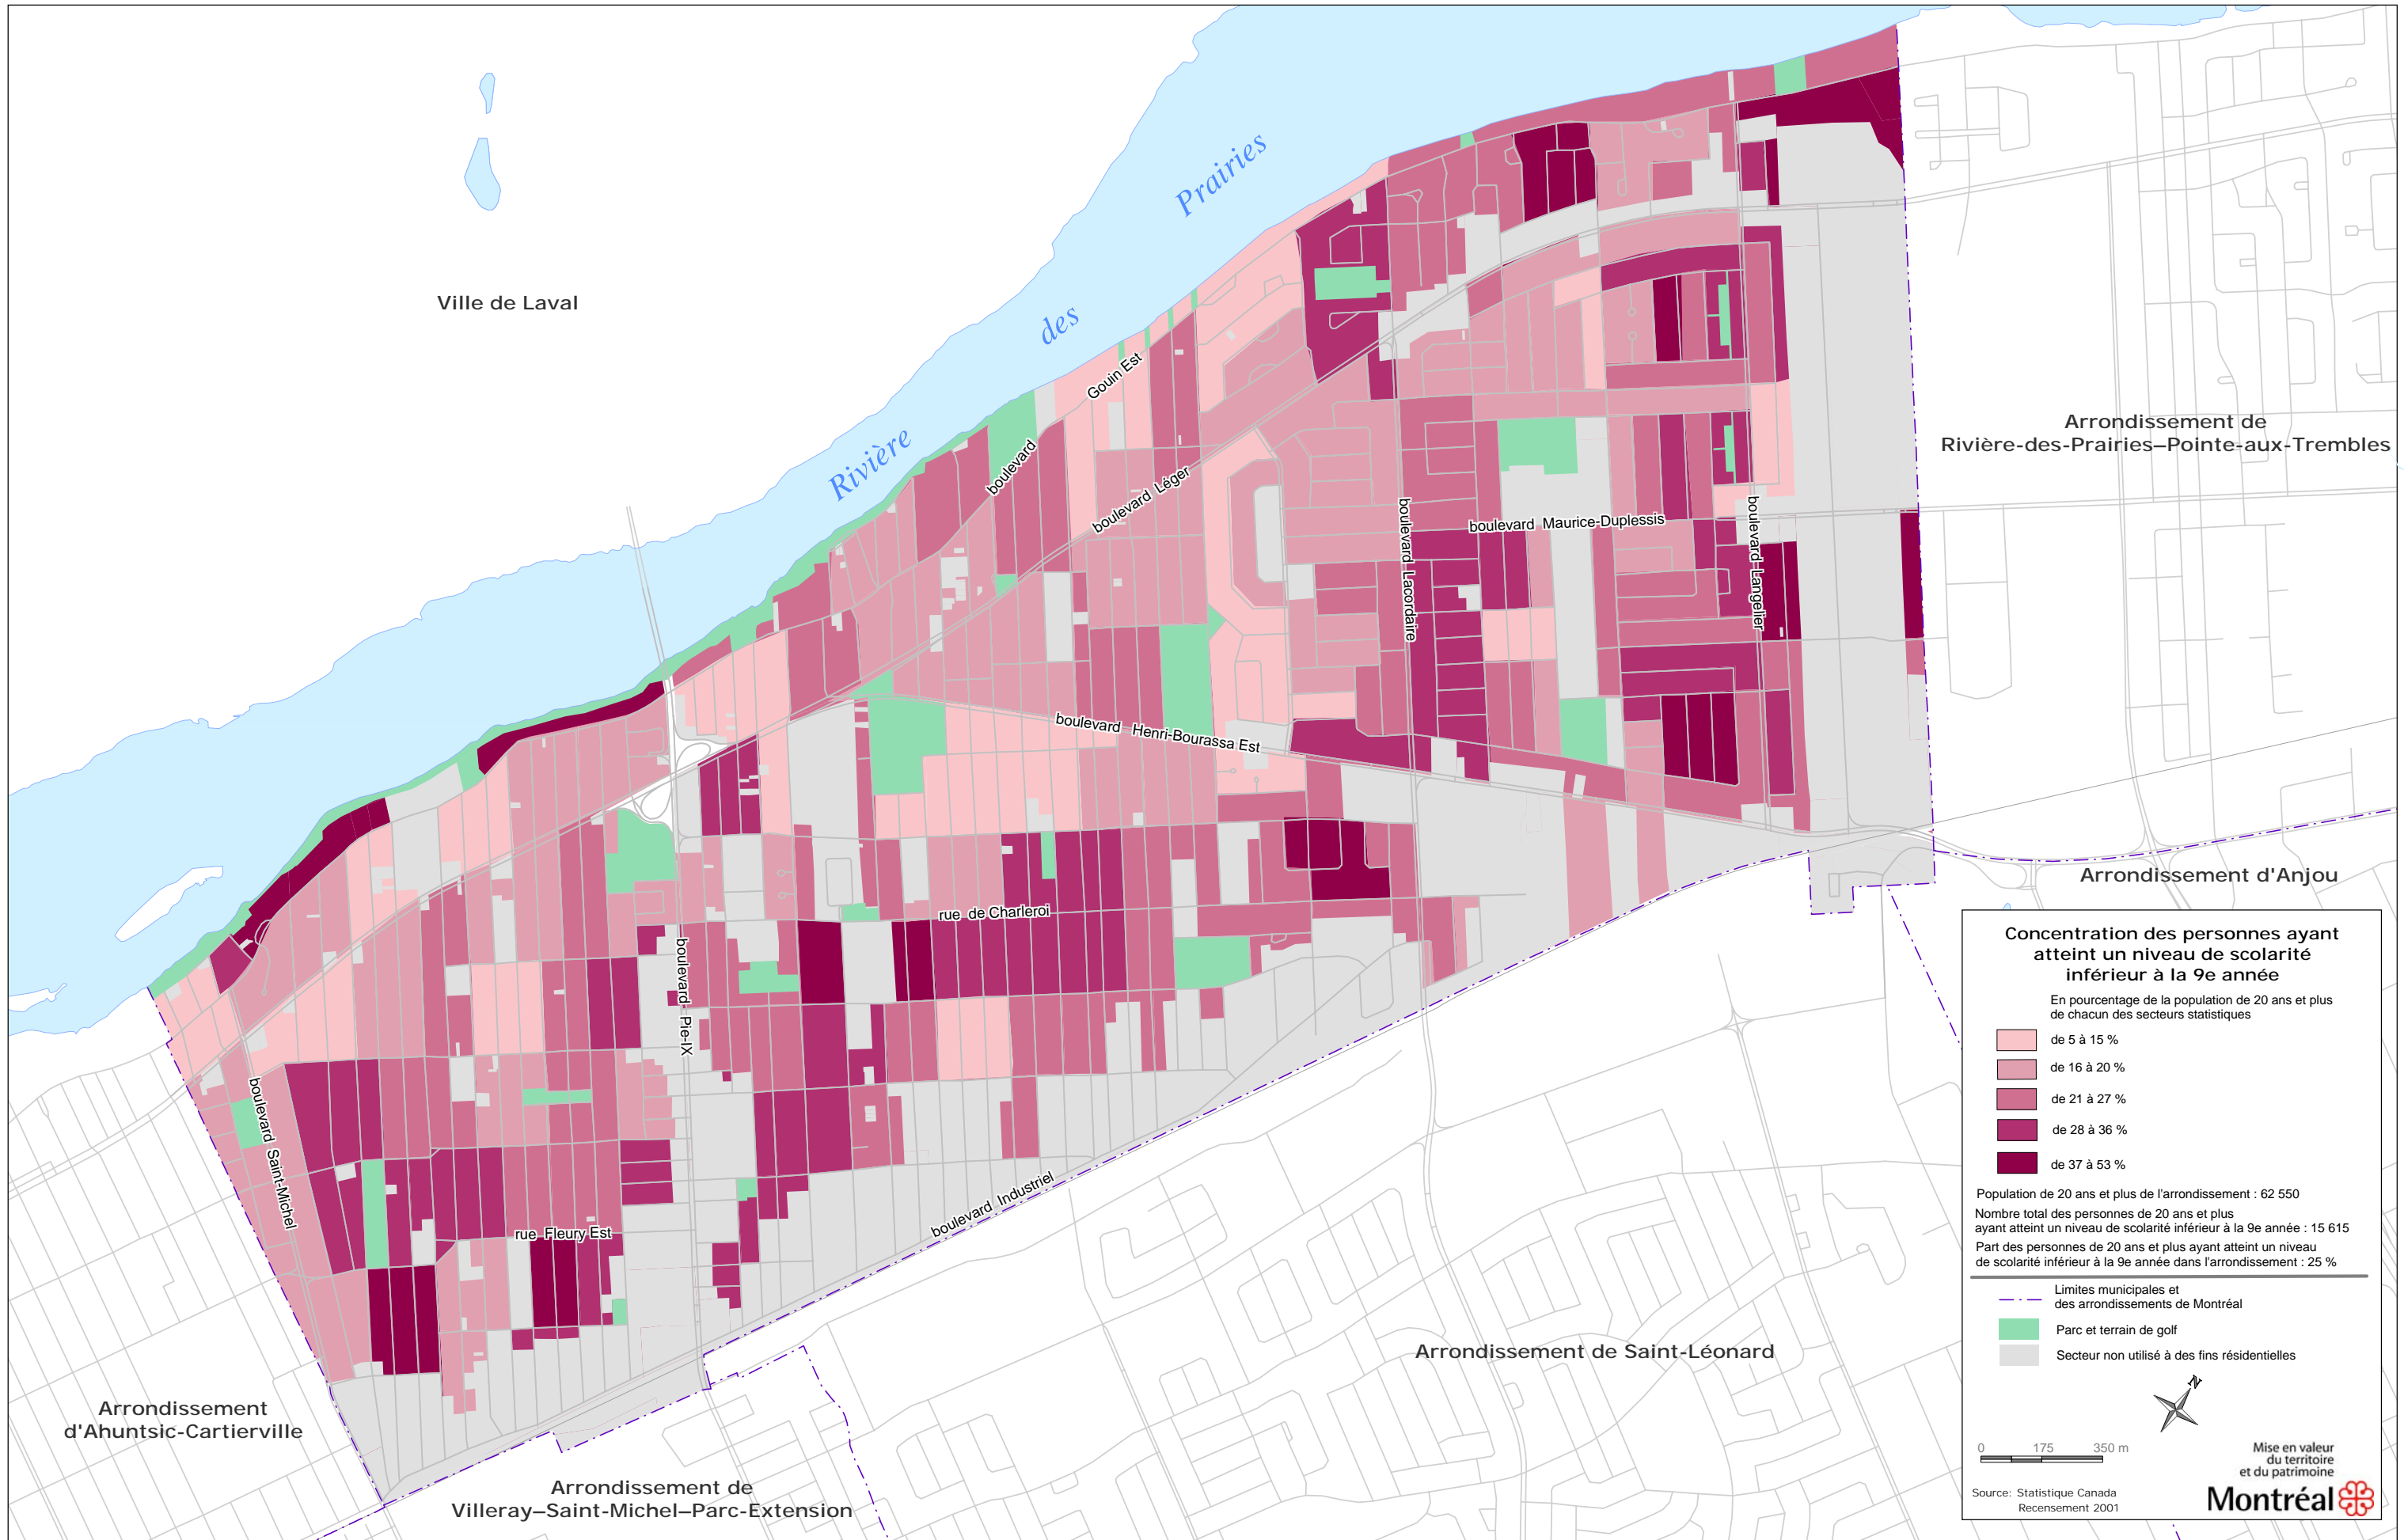 Ville de Laval
Rivière
des
Prairies
boulevard
Gouin Est
boulevard Léger
boulevard Maurice-Duplessis
boulevard Lacordaire
boulevard Langelier
boulevard Henri-Bourassa Est
rue de Charleroi
boulevard Pie-IX
boulevard Saint-Michel
rue Fleury Est
boulevard Industriel
Arrondissement de
Rivière-des-Prairies–Pointe-aux-Trembles
Arrondissement d'Anjou
Arrondissement de Saint-Léonard
Arrondissement
d'Ahuntsic-Cartierville
Arrondissement de
Villeray–Saint-Michel–Parc-Extension
Concentration des personnes ayant
atteint un niveau de scolarité
inférieur à la 9e année
En pourcentage de la population de 20 ans et plus
de chacun des secteurs statistiques
de 5 à 15 %
de 16 à 20 %
de 21 à 27 %
de 28 à 36 %
de 37 à 53 %
Population de 20 ans et plus de l'arrondissement : 62 550
Nombre total des personnes de 20 ans et plus
ayant atteint un niveau de scolarité inférieur à la 9e année : 15 615
Part des personnes de 20 ans et plus ayant atteint un niveau
de scolarité inférieur à la 9e année dans l'arrondissement : 25 %
Limites municipales et
des arrondissements de Montréal
Parc et terrain de golf
Secteur non utilisé à des fins résidentielles
N
0 175 350 m
Mise en valeur
du territoire
et du patrimoine
Source: Statistique Canada
Recensement 2001
Montréal